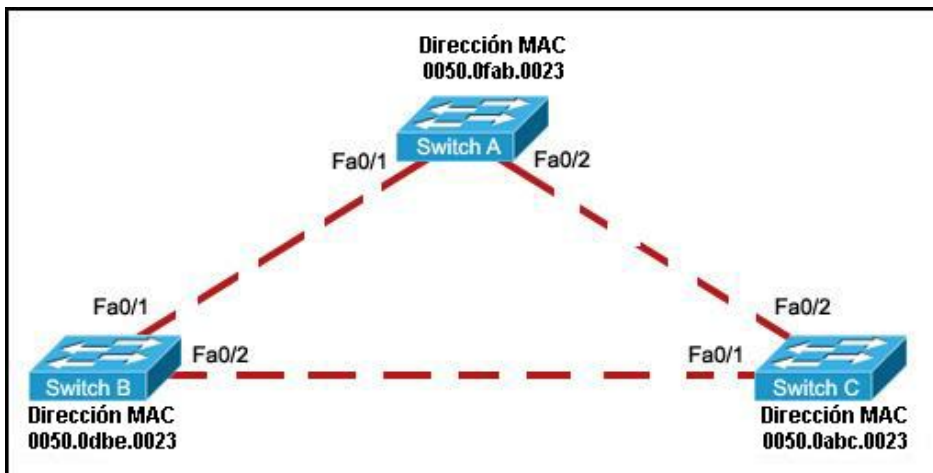 Dirección MAC
0050.0fab.0023
Switch A
Fa0/1
Fa0/2
Fa0/1
Fa0/2
Fa0/2
Fa0/1
Switch B
Switch C
Dirección MAC
0050.0dbe.0023
Dirección MAC
0050.0abc.0023